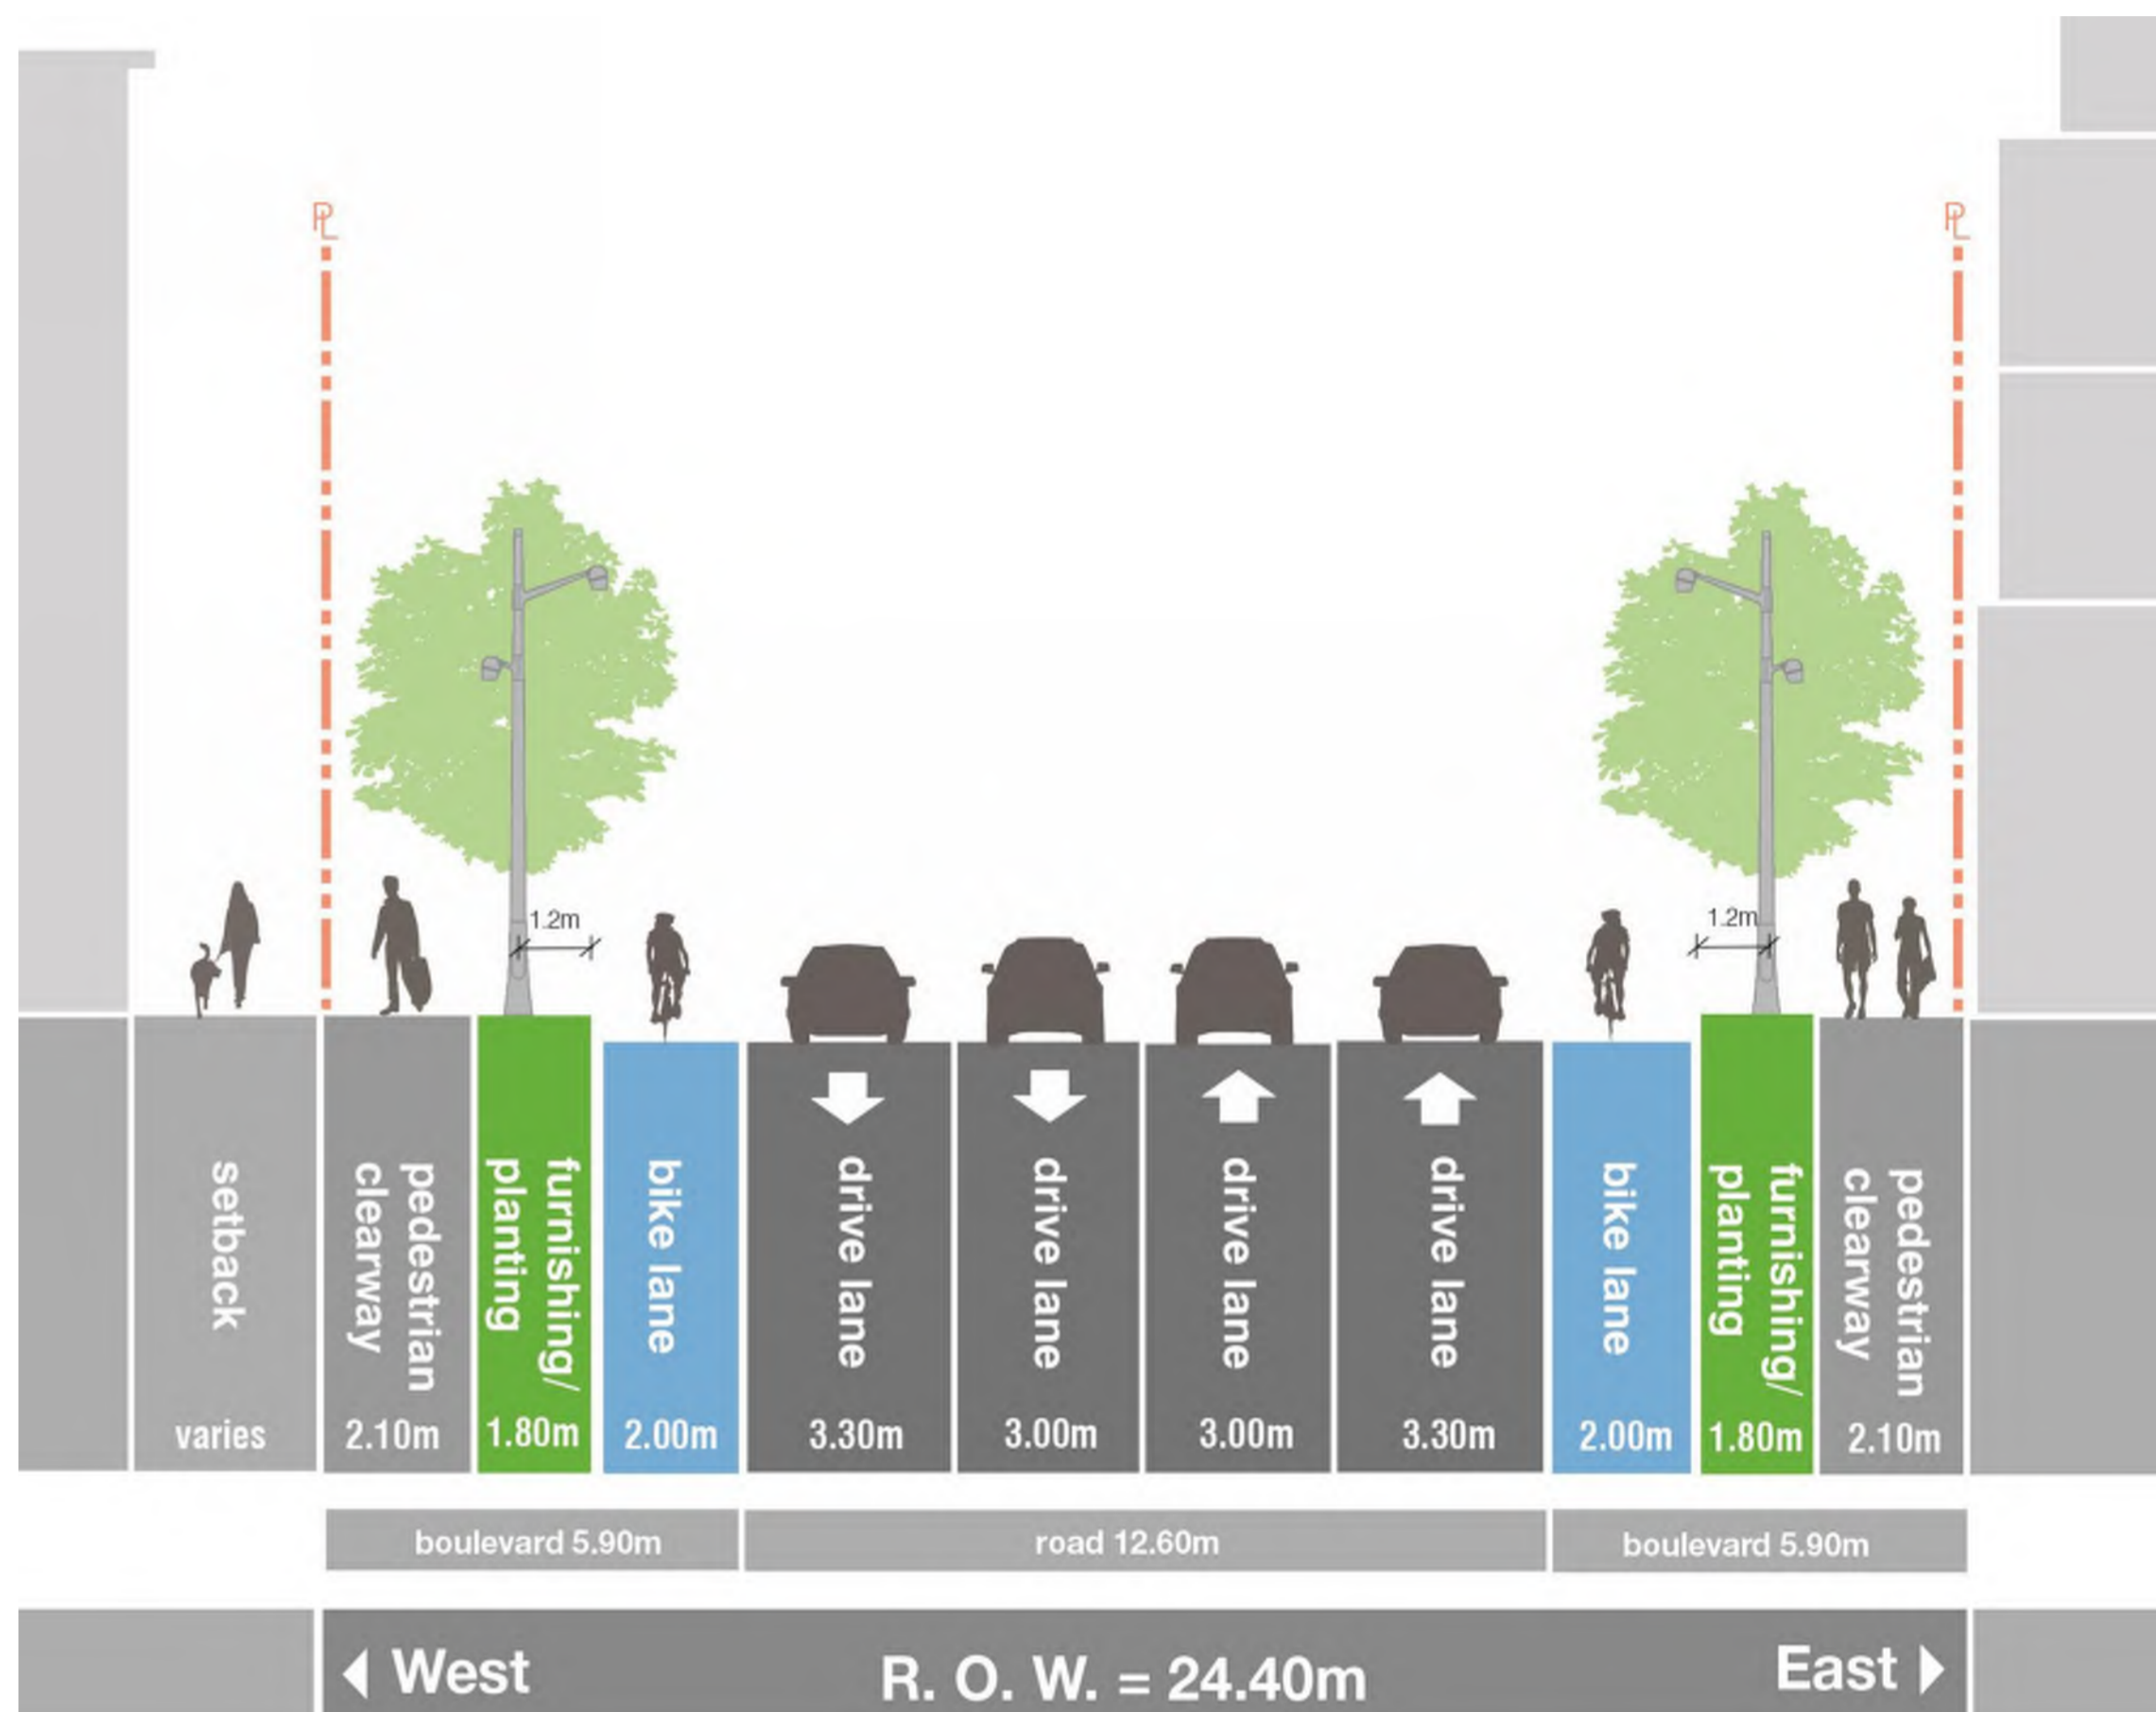 PL
PL
1.2m
1.2m
setback
varies
pedestrian
clearway
2.10m
furnishing/
planting
1.80m
bike lane
2.00m
drive lane
3.30m
drive lane
3.00m
drive lane
3.00m
drive lane
3.30m
bike lane
2.00m
furnishing/
planting
1.80m
pedestrian
clearway
2.10m
boulevard 5.90m
road 12.60m
boulevard 5.90m
West
R. O. W. = 24.40m
East